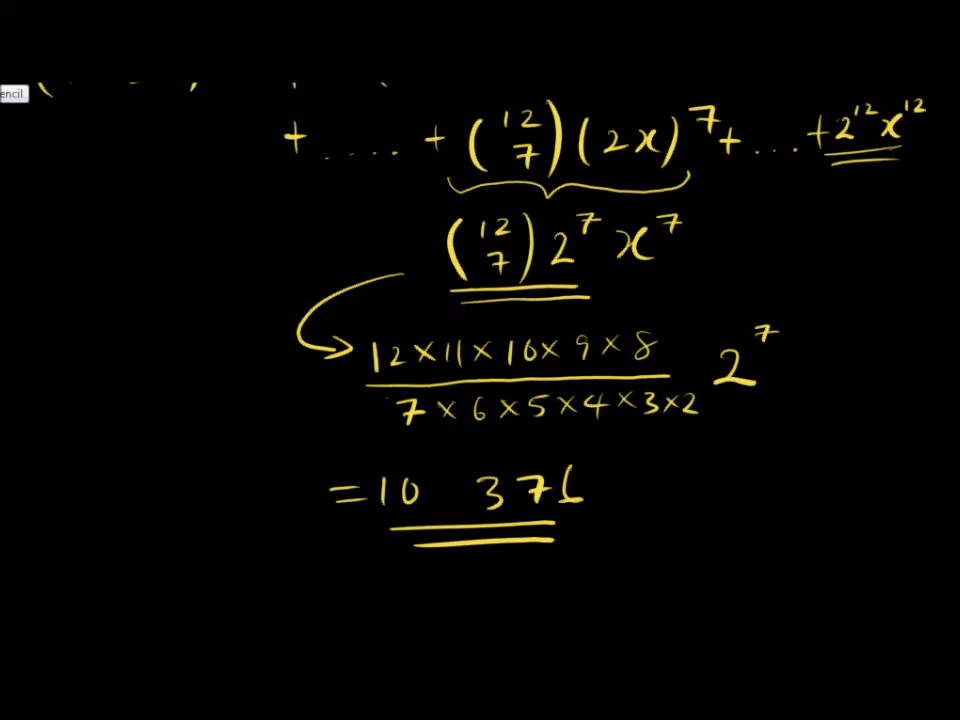 encil
+ ..... + (12 7) (2x)^7 + ... + 2^12 x^12
(12 7) 2^7 x^7
12 × 11 × 10 × 9 × 8 / 7 × 6 × 5 × 4 × 3 × 2 2^7
= 10 376